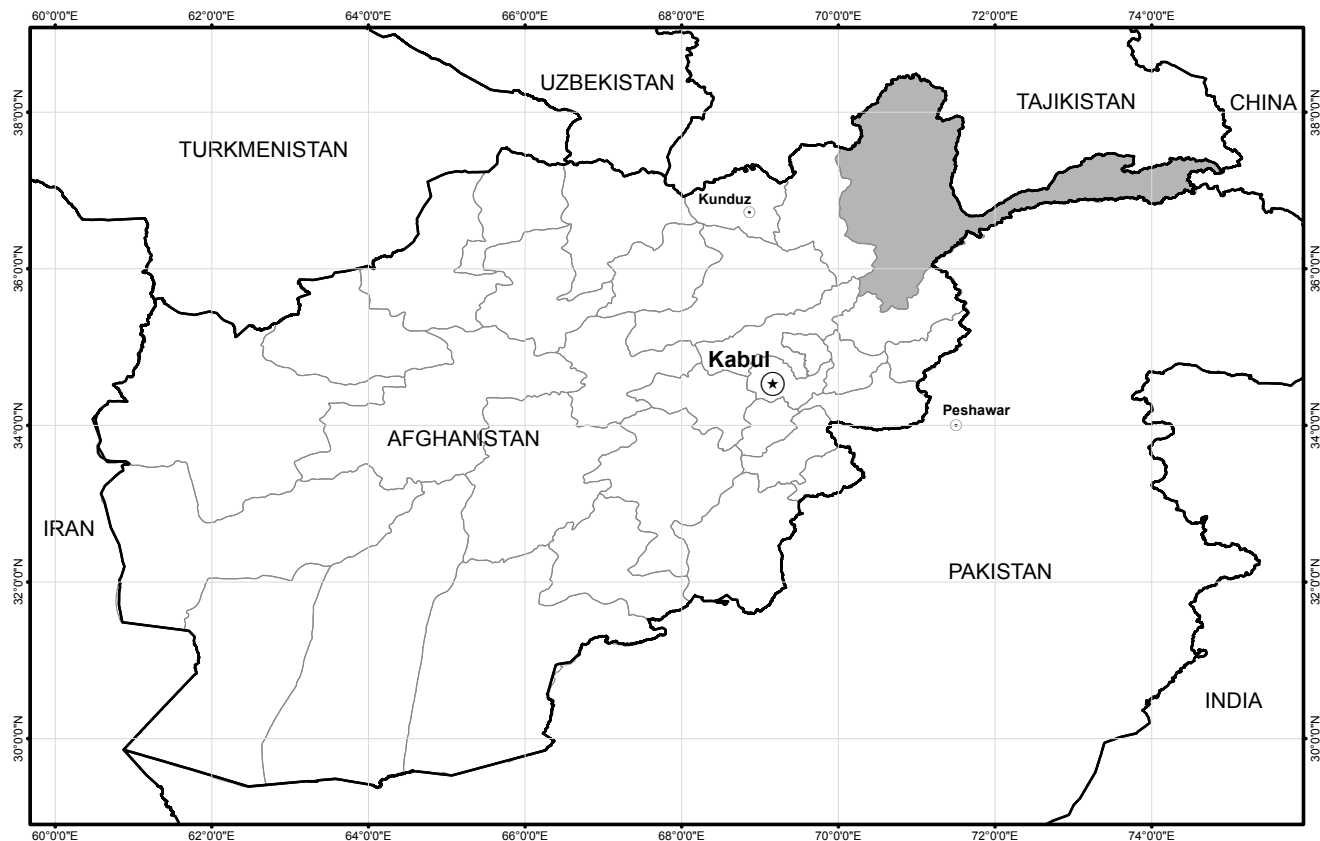 60°0'0"E 62°0'0"E 64°0'0"E 66°0'0"E 68°0'0"E 70°0'0"E 72°0'0"E 74°0'0"E
UZBEKISTAN
TAJIKISTAN
CHINA
38°0'0"N
38°0'0"N
TURKMENISTAN
Kunduz
36°0'0"N
36°0'0"N
Kabul
Peshawar
34°0'0"N
34°0'0"N
AFGHANISTAN
IRAN
PAKISTAN
32°0'0"N
32°0'0"N
INDIA
30°0'0"N
30°0'0"N
60°0'0"E 62°0'0"E 64°0'0"E 66°0'0"E 68°0'0"E 70°0'0"E 72°0'0"E 74°0'0"E